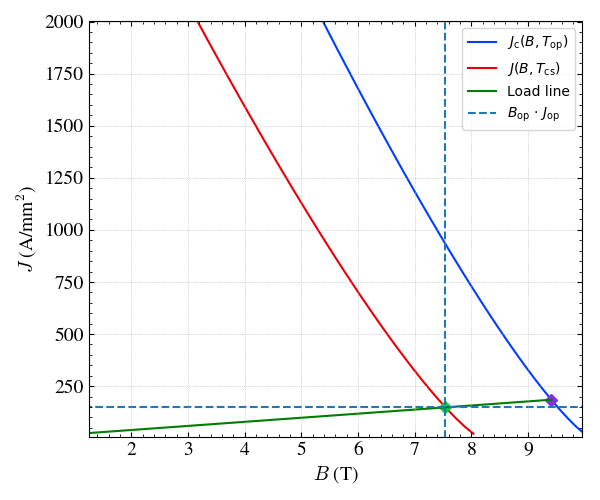 2000
1750
1500
1250
1000
750
500
250
J (A/mm²)
J_c(B, T_op)
J(B, T_cs)
Load line
B_op · J_op
2 3 4 5 6 7 8 9
B (T)